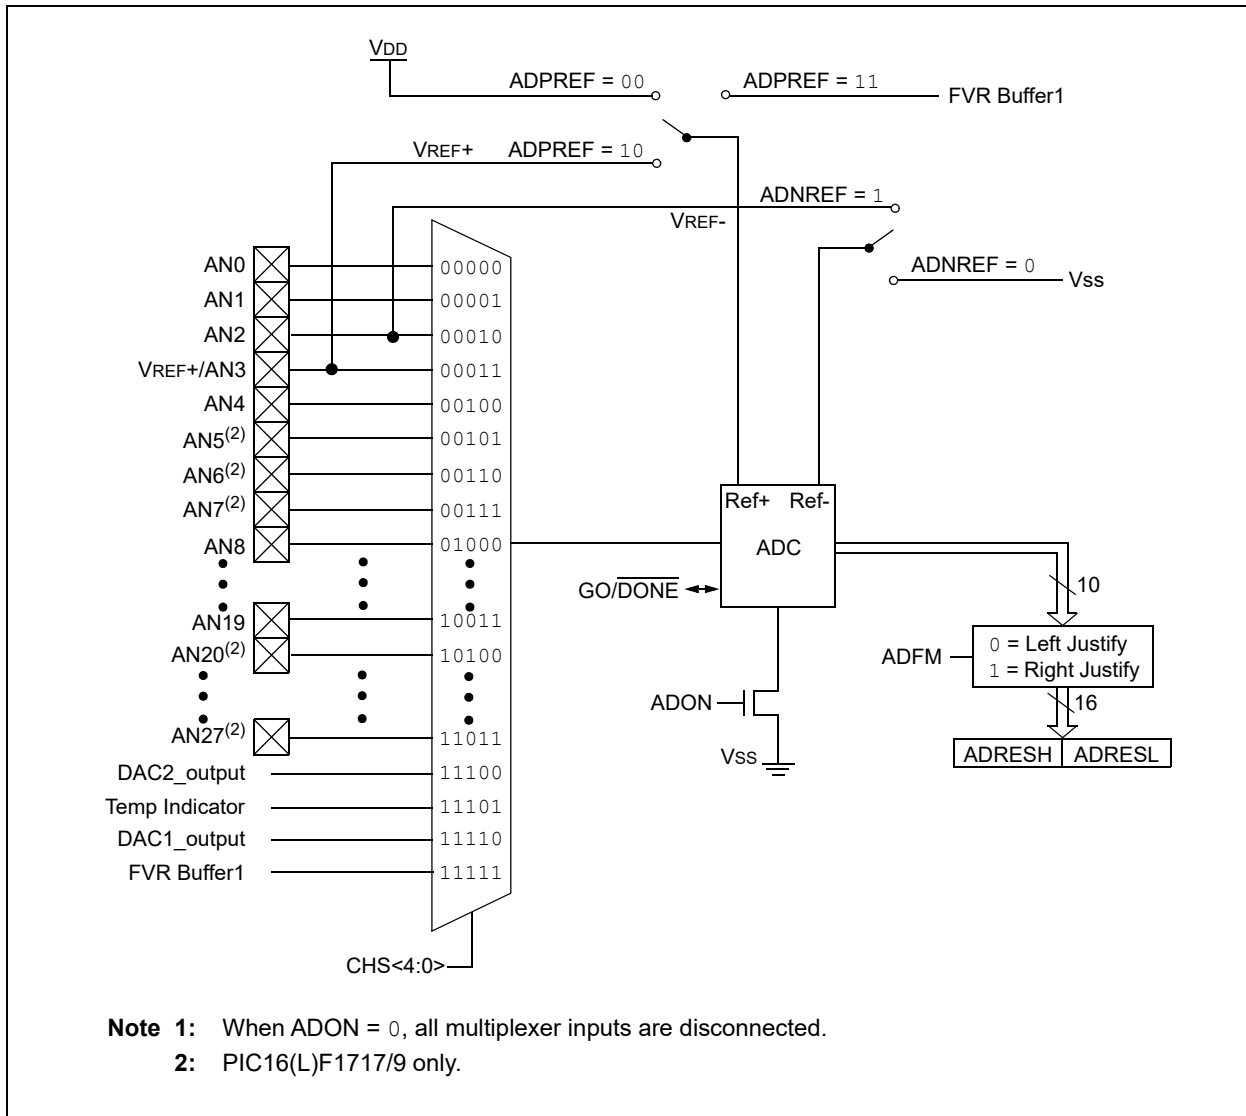 VDD
ADPREF = 00
ADPREF = 11
FVR Buffer1
VREF+ ADPREF = 10
ADNREF = 1
VREF-
ADNREF = 0
Vss
AN0
00000
AN1
00001
AN2
00010
VREF+/AN3
00011
AN4
00100
AN5(2)
00101
AN6(2)
00110
AN7(2)
00111
Ref+ Ref-
AN8
01000
ADC
GO/DONE
10
AN19
10011
AN20(2)
10100
ADFM
0 = Left Justify
1 = Right Justify
16
ADON
AN27(2)
11011
Vss
ADRESH ADRESL
DAC2_output
11100
Temp Indicator
11101
DAC1_output
11110
FVR Buffer1
11111
CHS<4:0>
Note 1: When ADON = 0, all multiplexer inputs are disconnected.
2: PIC16(L)F1717/9 only.